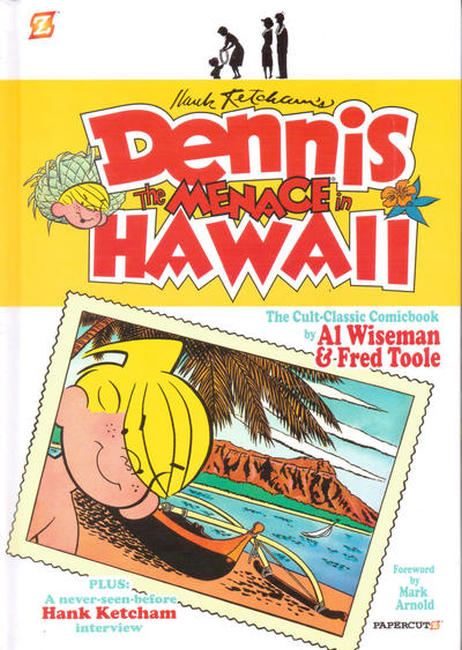 Z
Hank Ketcham's
Dennis
The MENACE in
HAWAII
The Cult-Classic Comicbook
by Al Wiseman
& Fred Toole
PLUS:
A never-seen-before
Hank Ketcham
interview
Foreword
by
Mark
Arnold
PAPERCUTZ